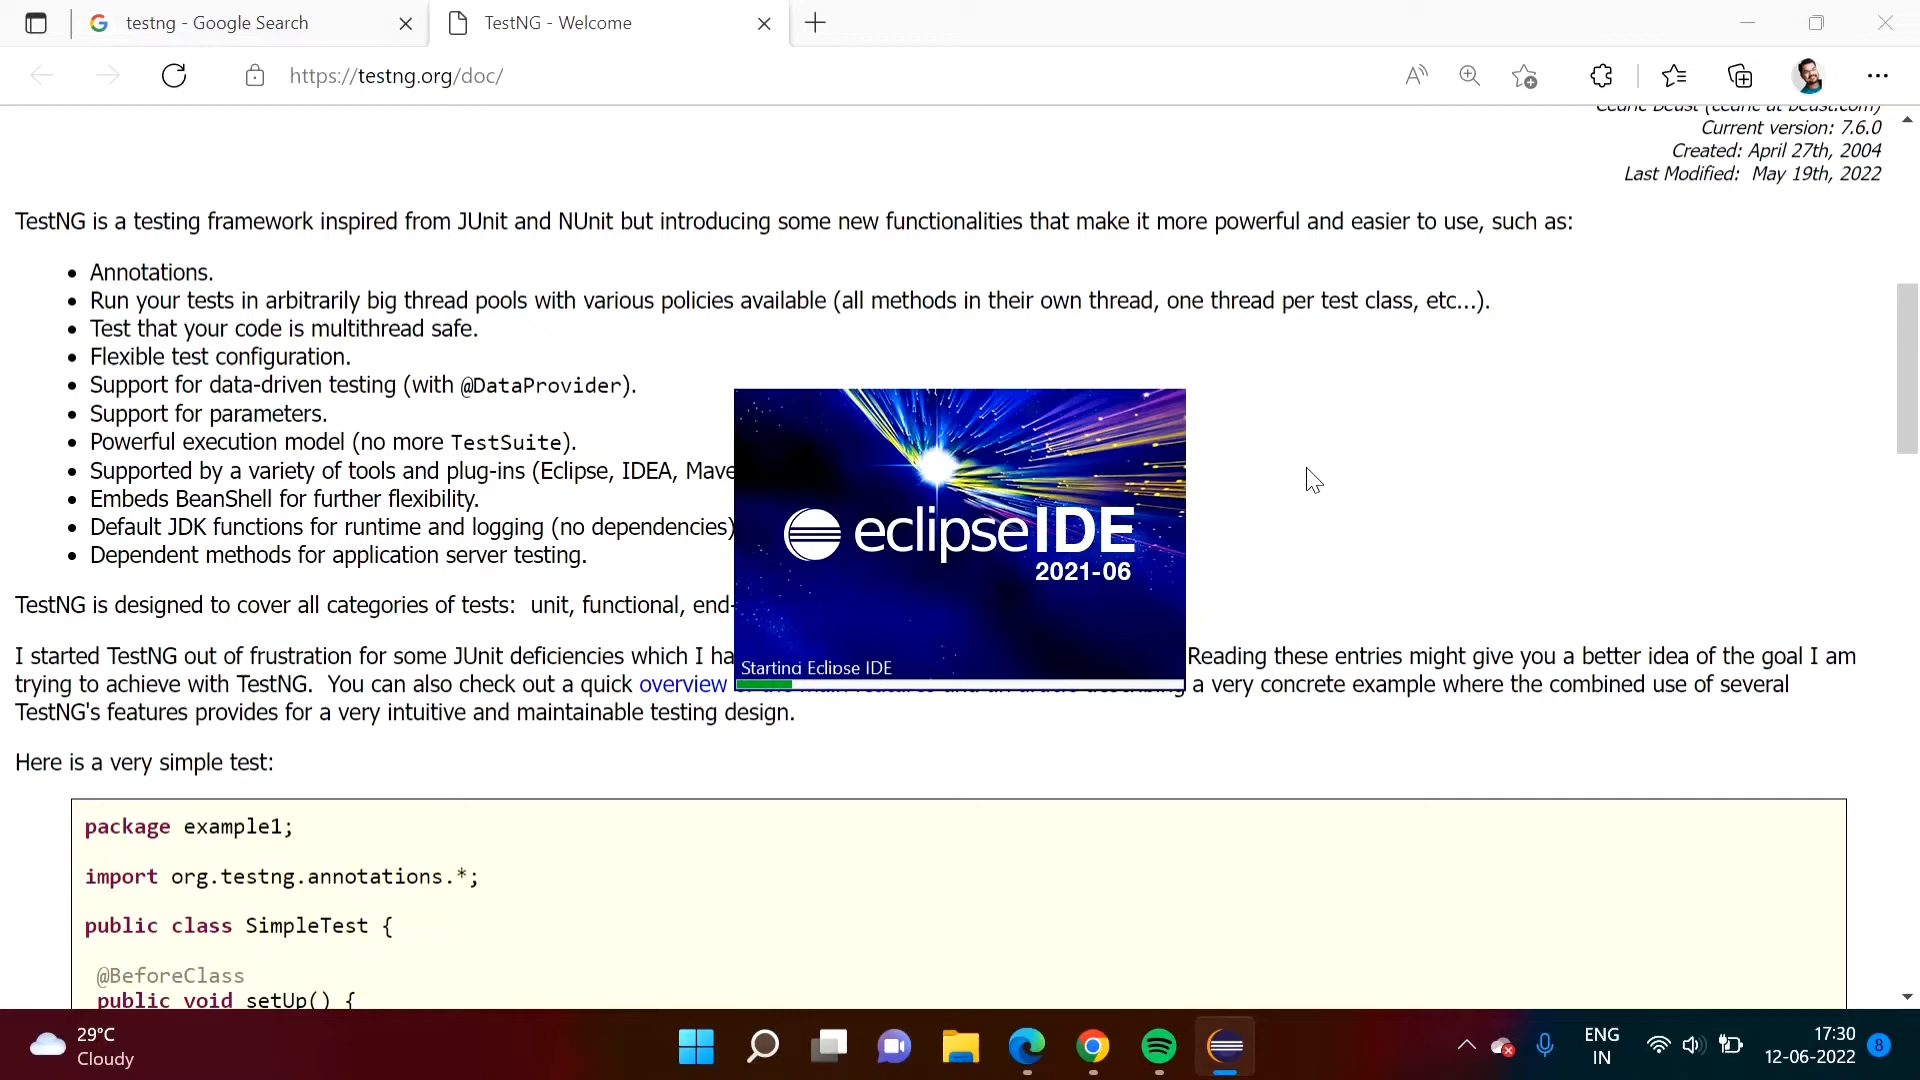 testng - Google Search
TestNG - Welcome
https://testng.org/doc/
Cédric Beust (cedric at beust.com)
Current version: 7.6.0
Created: April 27th, 2004
Last Modified: May 19th, 2022
TestNG is a testing framework inspired from JUnit and NUnit but introducing some new functionalities that make it more powerful and easier to use, such as:
• Annotations.
• Run your tests in arbitrarily big thread pools with various policies available (all methods in their own thread, one thread per test class, etc...).
• Test that your code is multithread safe.
• Flexible test configuration.
• Support for data-driven testing (with @DataProvider).
• Support for parameters.
• Powerful execution model (no more TestSuite).
• Supported by a variety of tools and plug-ins (Eclipse, IDEA, Mave
• Embeds BeanShell for further flexibility.
• Default JDK functions for runtime and logging (no dependencies)
• Dependent methods for application server testing.
eclipse IDE
2021-06
Starting Eclipse IDE
TestNG is designed to cover all categories of tests: unit, functional, end-
I started TestNG out of frustration for some JUnit deficiencies which I ha Reading these entries might give you a better idea of the goal I am
trying to achieve with TestNG. You can also check out a quick overview a very concrete example where the combined use of several
TestNG's features provides for a very intuitive and maintainable testing design.
Here is a very simple test:
package example1;
import org.testng.annotations.*;
public class SimpleTest {
@BeforeClass
public void setUp() {
29°C
Cloudy
ENG
IN
17:30
12-06-2022
8